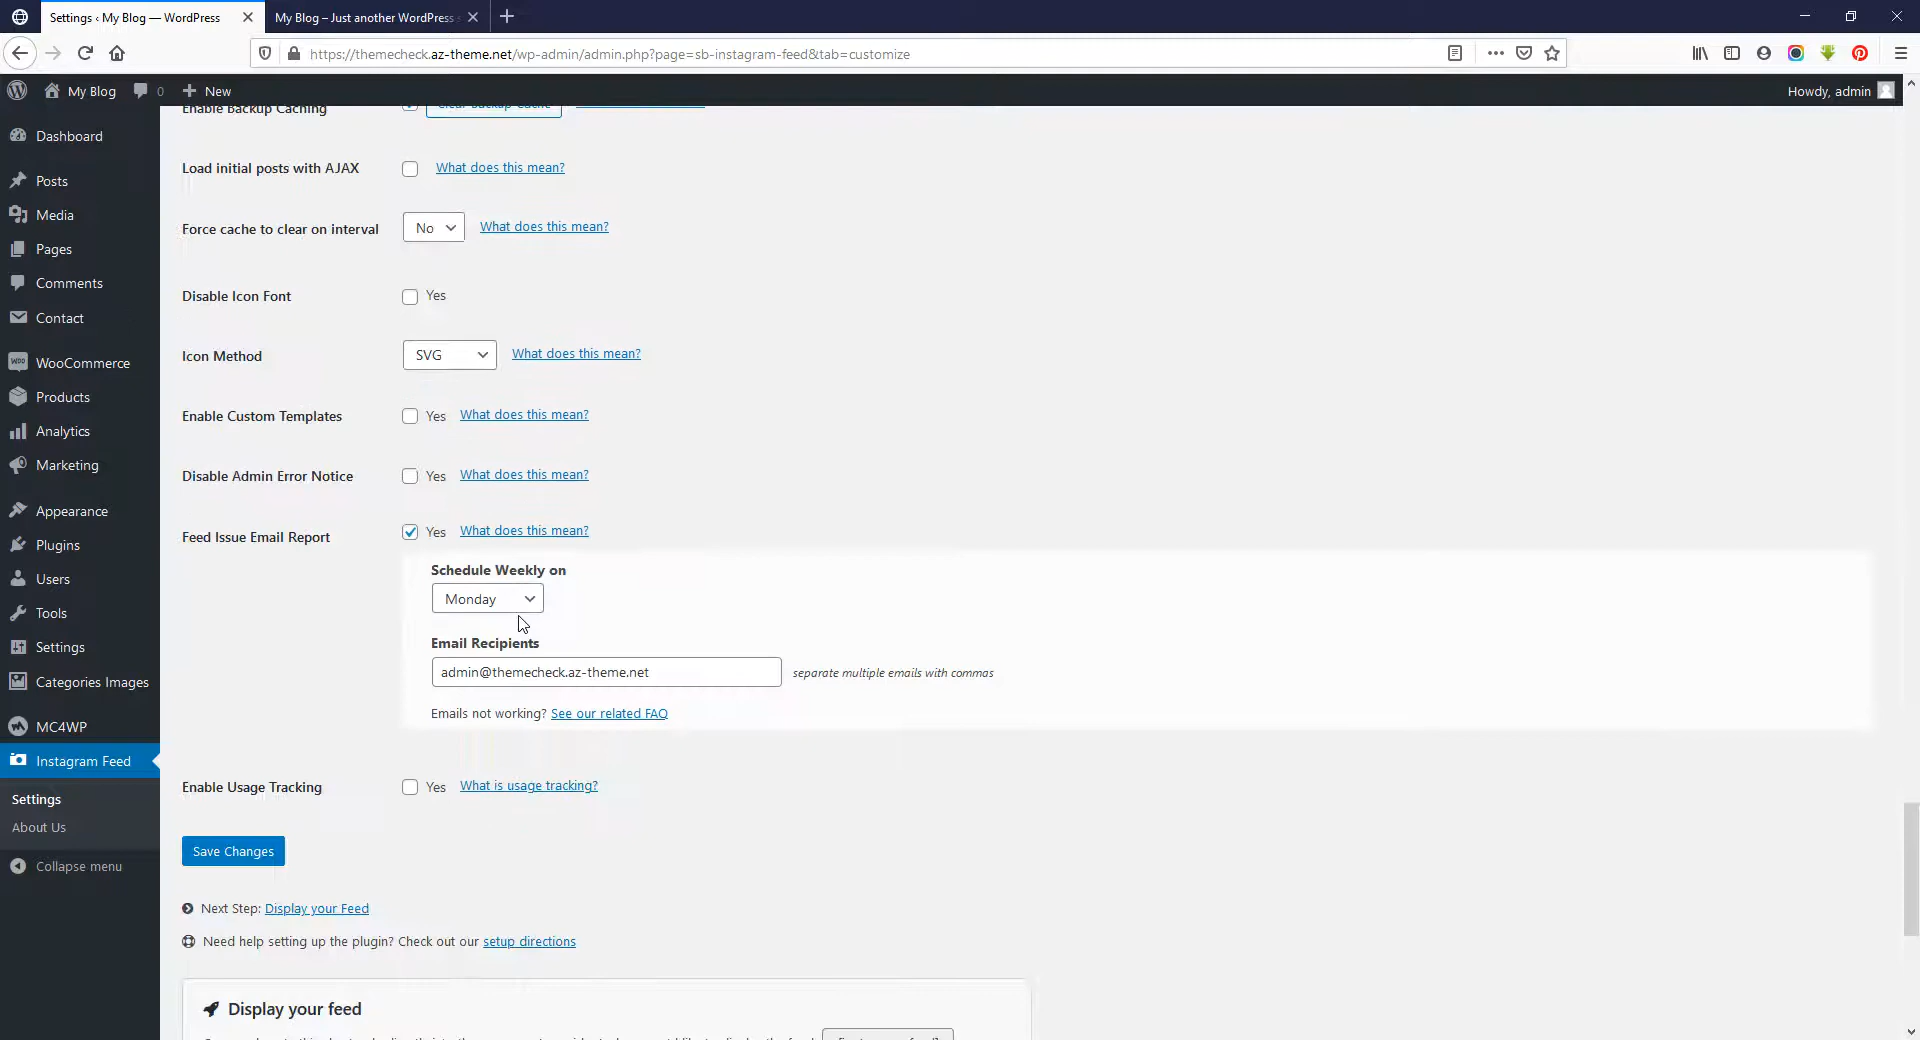 Settings ‹ My Blog — WordPress
My Blog – Just another WordPress
https://themecheck.az-theme.net/wp-admin/admin.php?page=sb-instagram-feed&tab=customize
My Blog
0
New
Howdy, admin
Dashboard
Posts
Media
Pages
Comments
Contact
WooCommerce
Products
Analytics
Marketing
Appearance
Plugins
Users
Tools
Settings
Categories Images
MC4WP
Instagram Feed
Settings
About Us
Collapse menu
Enable Backup Caching Clear Backup Cache
Load initial posts with AJAX What does this mean?
Force cache to clear on interval No What does this mean?
Disable Icon Font Yes
Icon Method SVG What does this mean?
Enable Custom Templates Yes What does this mean?
Disable Admin Error Notice Yes What does this mean?
Feed Issue Email Report Yes What does this mean?
Schedule Weekly on
Monday
Email Recipients
admin@themecheck.az-theme.net separate multiple emails with commas
Emails not working? See our related FAQ
Enable Usage Tracking Yes What is usage tracking?
Save Changes
Next Step: Display your Feed
Need help setting up the plugin? Check out our setup directions
Display your feed